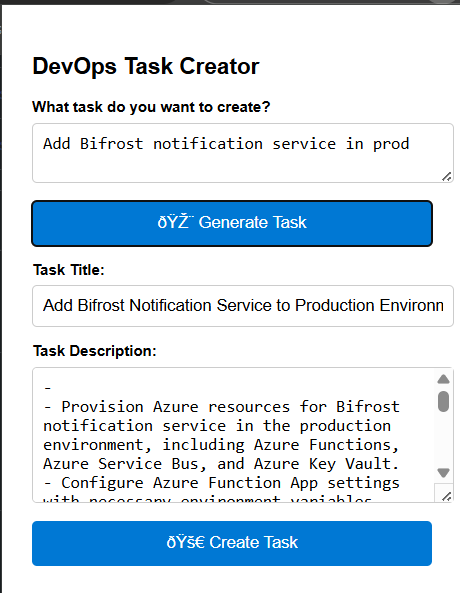 DevOps Task Creator
What task do you want to create?
Add Bifrost notification service in prod
ðŸŽ¨ Generate Task
Task Title:
Add Bifrost Notification Service to Production Environm
Task Description:
-
- Provision Azure resources for Bifrost
notification service in the production
environment, including Azure Functions,
Azure Service Bus, and Azure Key Vault.
- Configure Azure Function App settings
with necessary environment variables
ðŸš€ Create Task